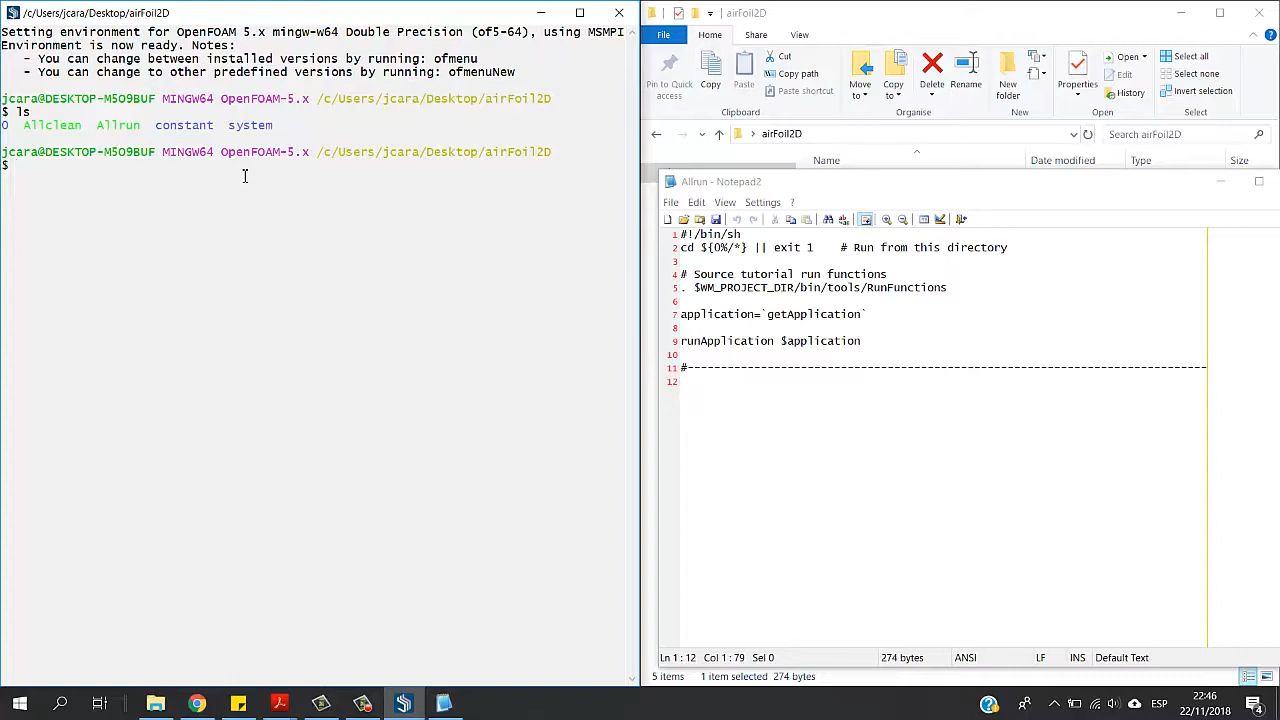 /c/Users/jcara/Desktop/airFoil2D
Setting environment for OpenFOAM 5.x mingw-w64 Double Precision (of5-64), using MSMPI
Environment is now ready. Notes:
- You can change between installed versions by running: ofmenu
- You can change to other predefined versions by running: ofmenuNew
jcara@DESKTOP-M5O9BUF MINGW64 OpenFOAM-5.x /c/Users/jcara/Desktop/airFoil2D
$ ls
0 Allclean Allrun constant system
jcara@DESKTOP-M5O9BUF MINGW64 OpenFOAM-5.x /c/Users/jcara/Desktop/airFoil2D
$
airFoil2D
File Home Share View
Pin to Quick access
Copy
Paste
Cut
Copy path
Paste shortcut
Clipboard
Move to
Copy to
Delete
Rename
Organise
New folder
New
Properties
Open
Edit
History
Open
Select all
Select none
Invert selection
Select
airFoil2D
Search airFoil2D
Name Date modified Type Size
Allrun - Notepad2
File Edit View Settings ?
1 #!/bin/sh
2 cd ${0%/*} || exit 1 # Run from this directory
3
4 # Source tutorial run functions
5 . $WM_PROJECT_DIR/bin/tools/RunFunctions
6
7 application=`getApplication`
8
9 runApplication $application
10
11 #------------------------------------------------------------------------------
12
Ln 1 : 12 Col 1 : 79 Sel 0 274 bytes ANSI LF INS Default Text
5 items 1 item selected 274 bytes
ESP
22:46
22/11/2018
4